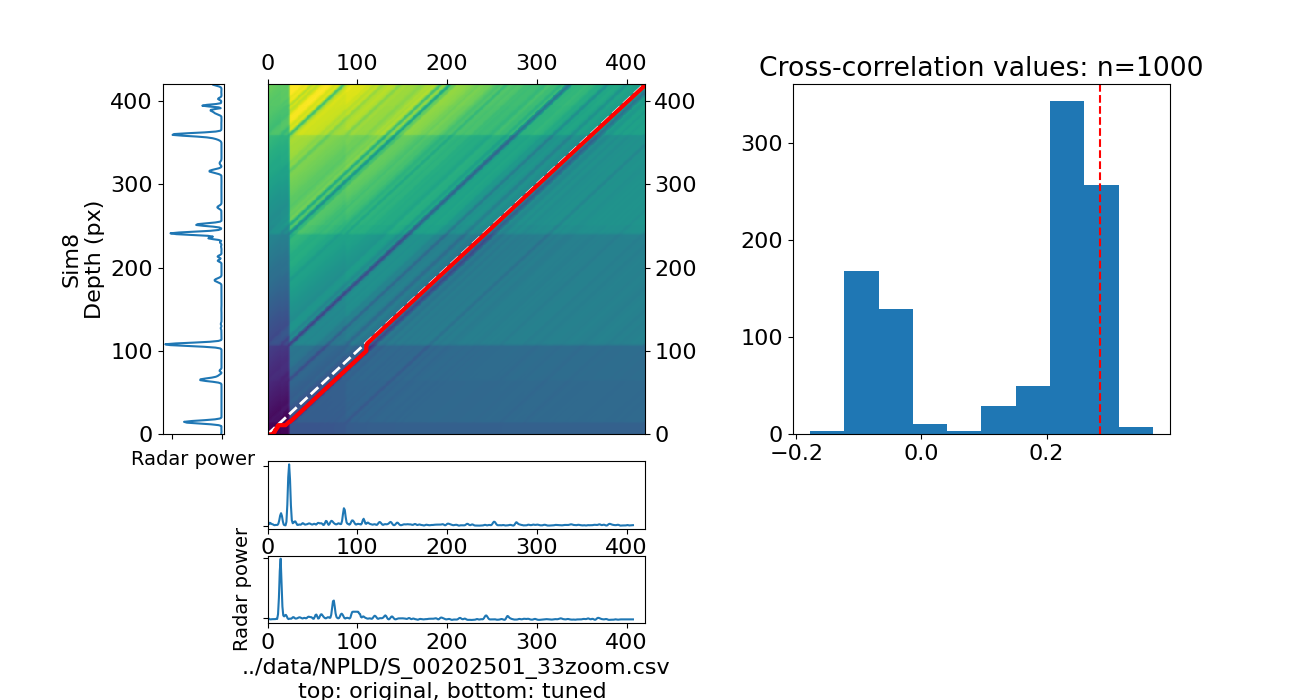 0 100 200 300 400
Cross-correlation values: n=1000
Sim8
Depth (px)
400
300
200
100
0
400
300
200
100
0
300
200
100
0
−0.2 0.0 0.2
Radar power
0 100 200 300 400
Radar power
0 100 200 300 400
../data/NPLD/S_00202501_33zoom.csv
top: original, bottom: tuned